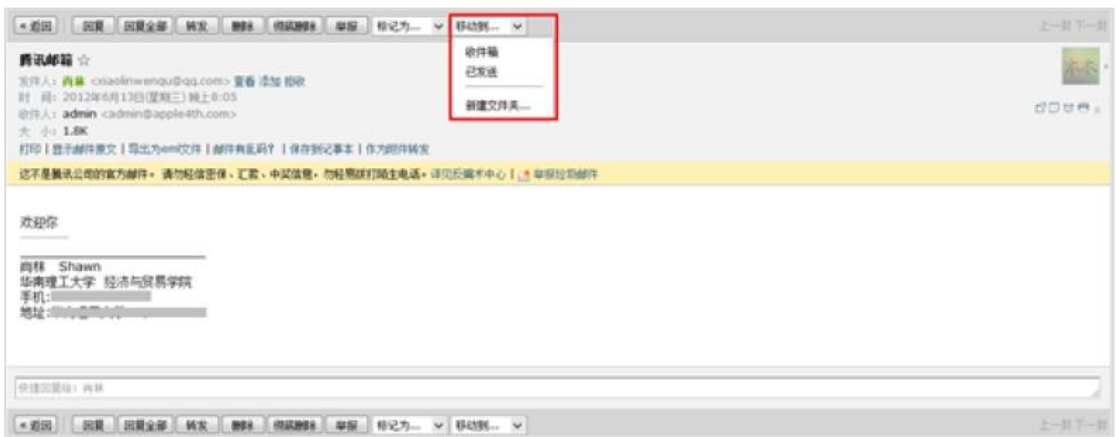 « 返回 回复 回复全部 转发 删除 彻底删除 举报 标记为... 移动到... 上一封 下一封
收件箱
已发送
新建文件夹...
腾讯邮箱 ☆
发件人：肖林 <xiaolinwenqu@qq.com> 查看 添加 拒收
时 间：2012年6月13日(星期三) 晚上8:05
收件人：admin <admin@apple4th.com>
大 小：1.8K
打印 | 显示邮件原文 | 导出为eml文件 | 邮件有乱码？ | 保存到记事本 | 作为附件转发
这不是腾讯公司的官方邮件。 请勿轻信密保、汇款、中奖信息，勿轻易拨打陌生电话。 详见反骗术中心 | 举报垃圾邮件
欢迎你
肖林 Shawn
华南理工大学 经济与贸易学院
手机:
地址:
快捷回复给：肖林
« 返回 回复 回复全部 转发 删除 彻底删除 举报 标记为... 移动到... 上一封 下一封